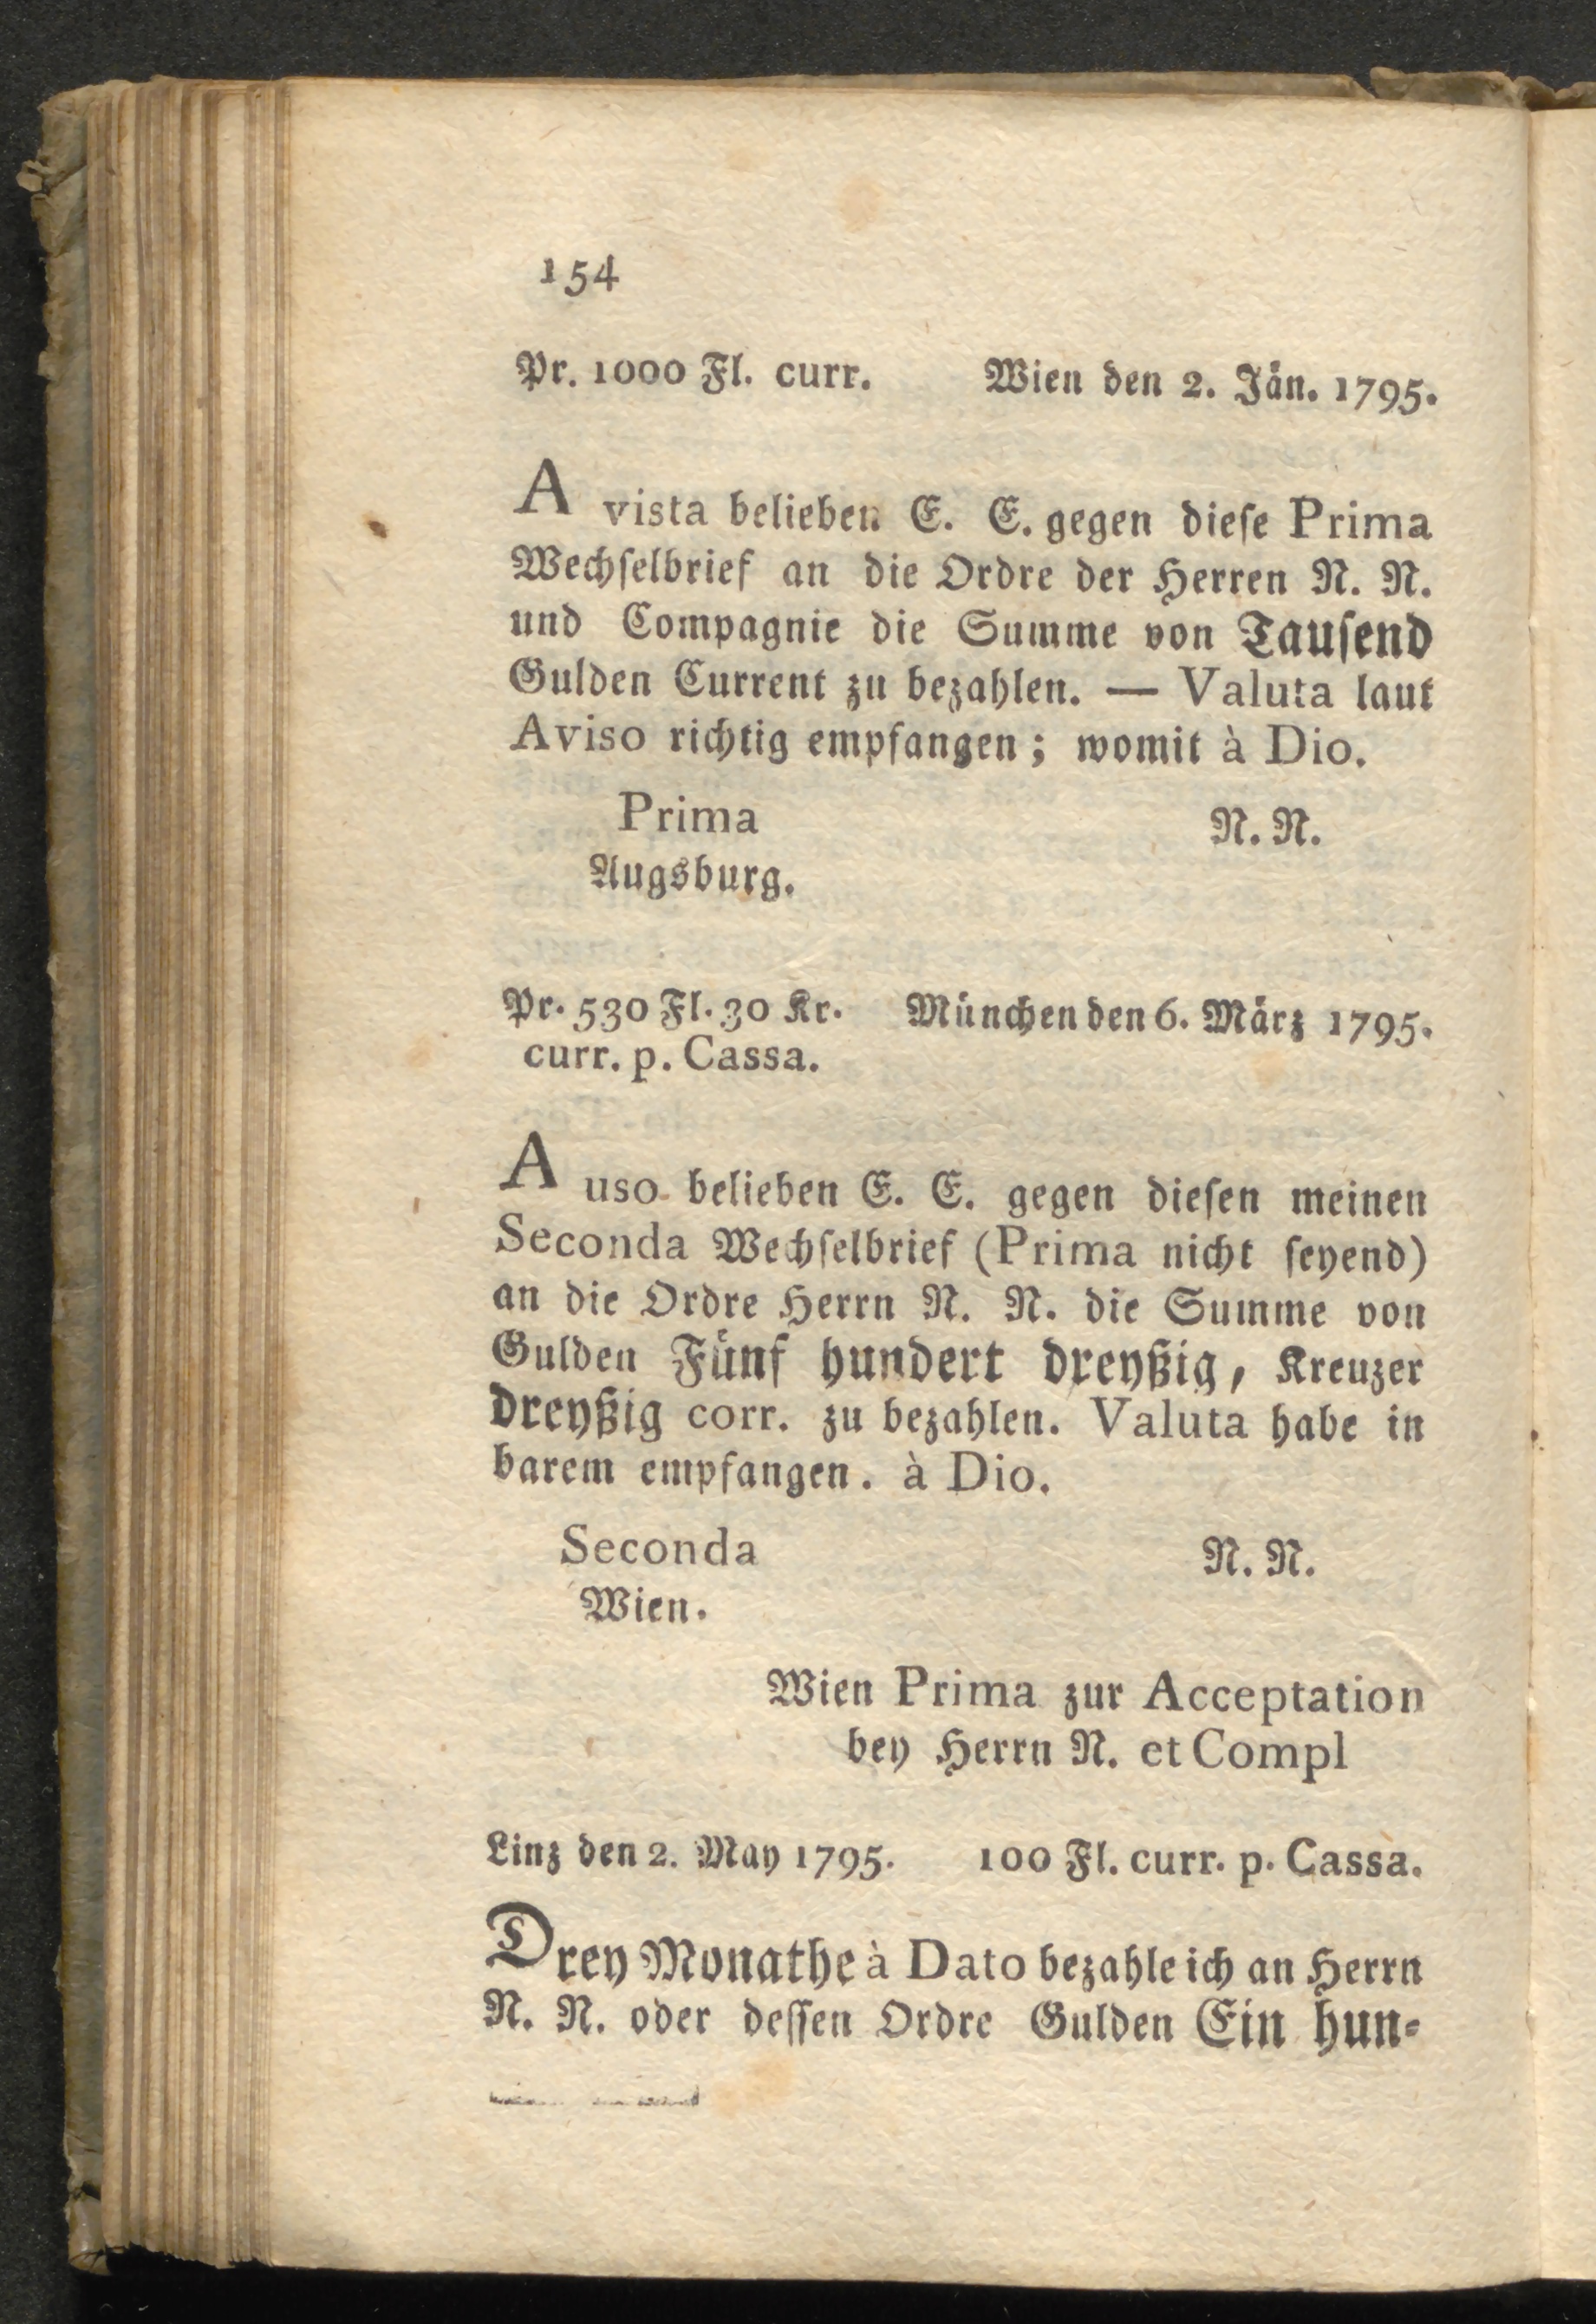 154
Pr. 1000 Fl. curr. Wien den 2. Jän. 1795.
A vista belieben E. E. gegen dieſe Prima
Wechſelbrief an die Ordre der Herren N. N.
und Compagnie die Summe von Tauſend
Gulden Current zu bezahlen. — Valuta laut
Aviso richtig empfangen; womit à Dio.
Prima N. N.
Augsburg.
Pr. 530 Fl. 30 Kr. München den 6. März 1795.
curr. p. Cassa.
A uso belieben E. E. gegen dieſen meinen
Seconda Wechſelbrief (Prima nicht ſeyend)
an die Ordre Herrn N. N. die Summe von
Gulden Fünf hundert dreyßig, Kreuzer
dreyßig corr. zu bezahlen. Valuta habe in
barem empfangen. à Dio.
Seconda N. N.
Wien.
Wien Prima zur Acceptation
bey Herrn N. et Compl
Linz den 2. May 1795. 100 Fl. curr. p. Cassa.
Drey Monathe à Dato bezahle ich an Herrn
N. N. oder deſſen Ordre Gulden Ein hun⸗